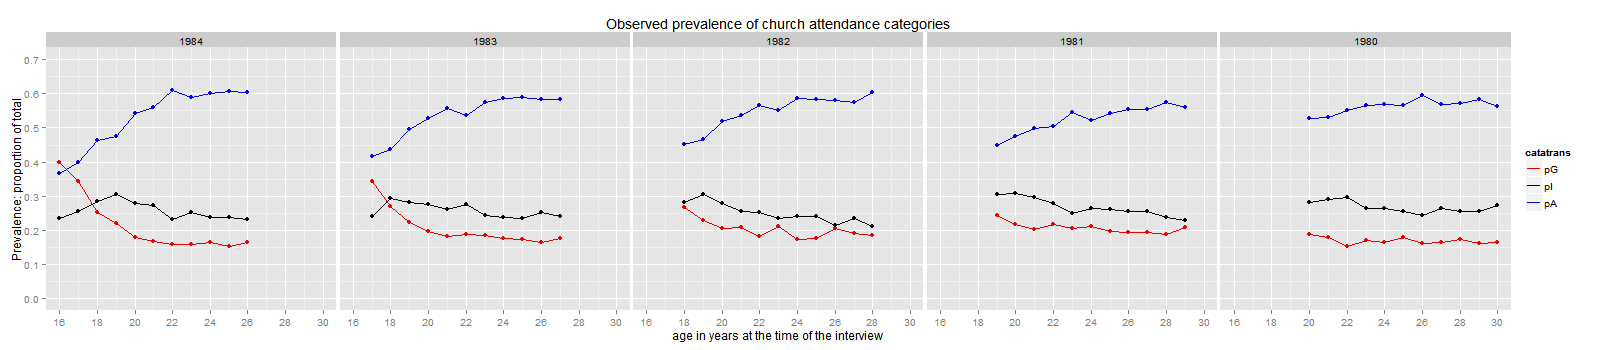 Observed prevalence of church attendance categories
1984 1983 1982 1981 1980
Prevalence: proportion of total
0.7
0.6
0.5
0.4
0.3
0.2
0.1
0.0
16 18 20 22 24 26 28 30 16 18 20 22 24 26 28 30 16 18 20 22 24 26 28 30 16 18 20 22 24 26 28 30 16 18 20 22 24 26 28 30
age in years at the time of the interview
catatrans
pG
pI
pA